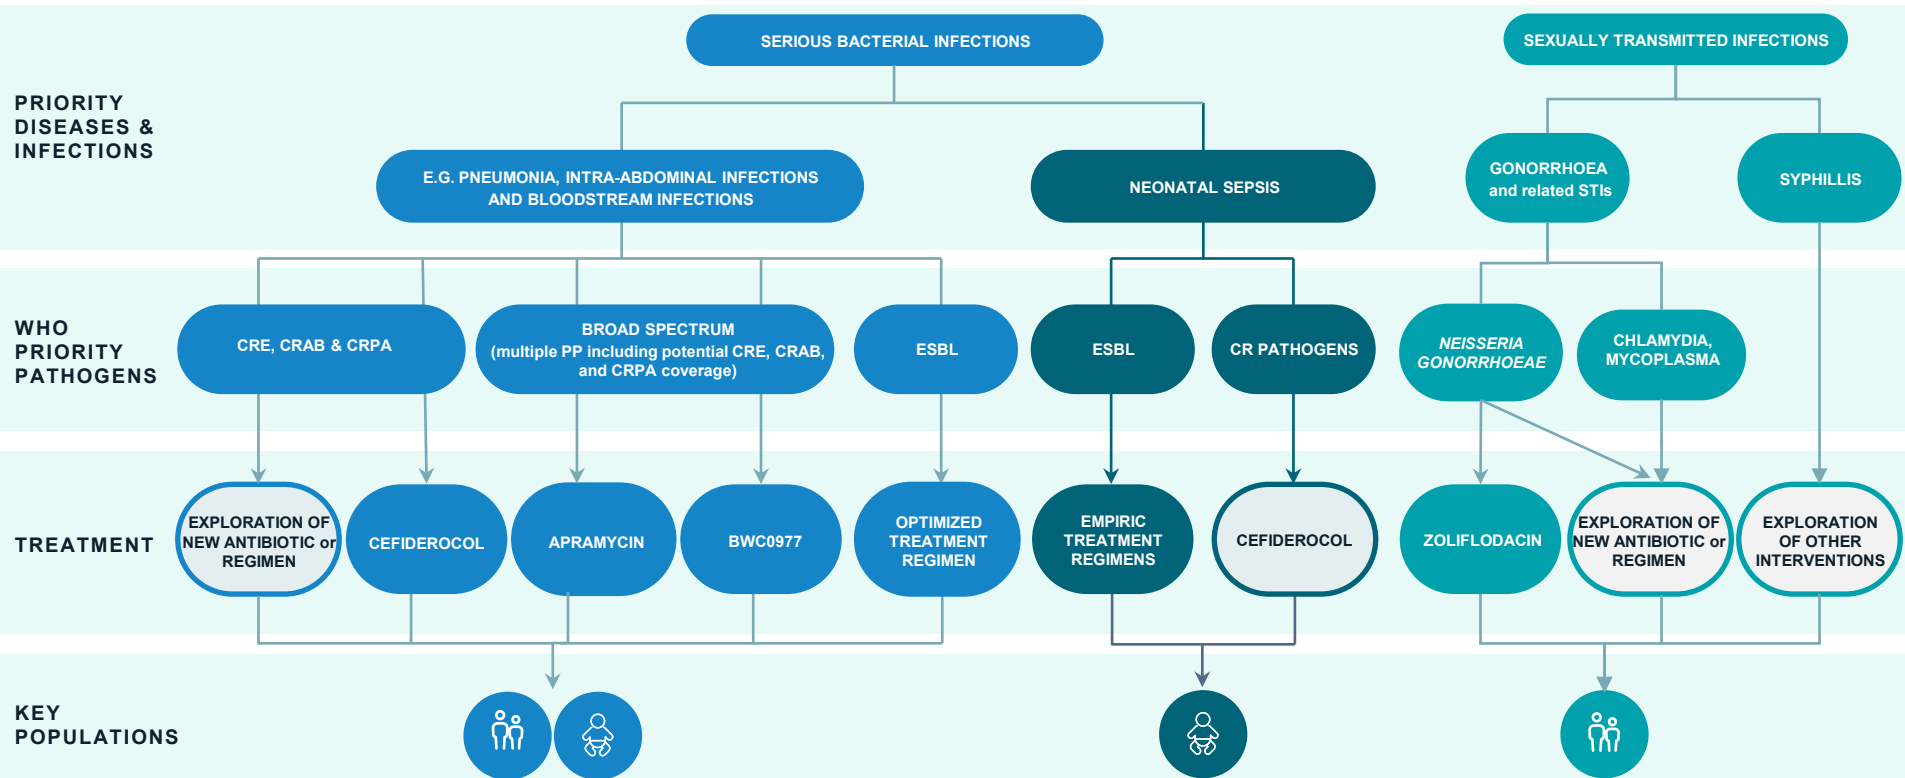 SERIOUS BACTERIAL INFECTIONS
SEXUALLY TRANSMITTED INFECTIONS
PRIORITY
DISEASES &
INFECTIONS
E.G. PNEUMONIA, INTRA-ABDOMINAL INFECTIONS
AND BLOODSTREAM INFECTIONS
NEONATAL SEPSIS
GONORRHOEA
and related STIs
SYPHILLIS
WHO
PRIORITY
PATHOGENS
CRE, CRAB & CRPA
BROAD SPECTRUM
(multiple PP including potential CRE, CRAB,
and CRPA coverage)
ESBL
ESBL
CR PATHOGENS
NEISSERIA
GONORRHOEAE
CHLAMYDIA,
MYCOPLASMA
TREATMENT
EXPLORATION OF
NEW ANTIBIOTIC or
REGIMEN
CEFIDEROCOL
APRAMYCIN
BWC0977
OPTIMIZED
TREATMENT
REGIMEN
EMPIRIC
TREATMENT
REGIMENS
CEFIDEROCOL
ZOLIFLODACIN
EXPLORATION OF
NEW ANTIBIOTIC or
REGIMEN
EXPLORATION
OF OTHER
INTERVENTIONS
KEY
POPULATIONS